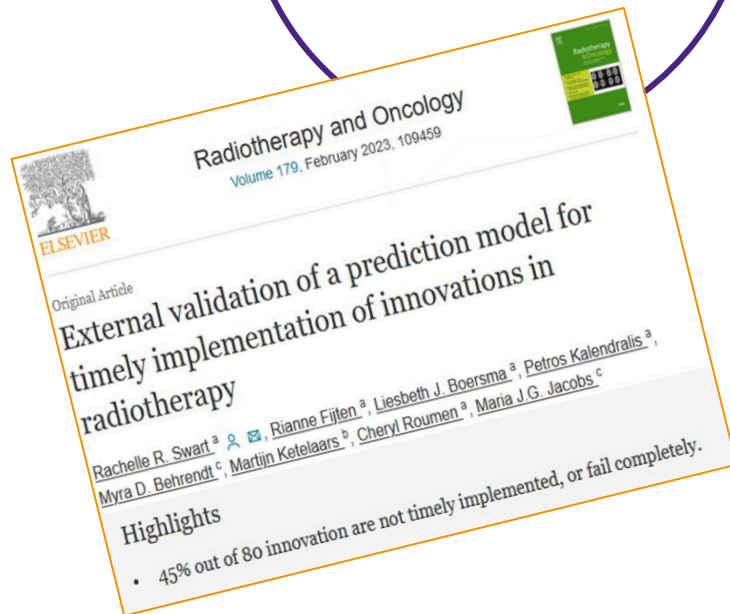 Radiotherapy and Oncology
Volume 179, February 2023, 109459
ELSEVIER
Original Article
External validation of a prediction model for
timely implementation of innovations in
radiotherapy
Rachelle R. Swart a, Rianne Fijten a, Liesbeth J. Boersma a, Petros Kalendralis a,
Myra D. Behrendt c, Martijn Ketelaars b, Cheryl Roumen a, Maria J.G. Jacobs c
Highlights
• 45% out of 80 innovation are not timely implemented, or fail completely.